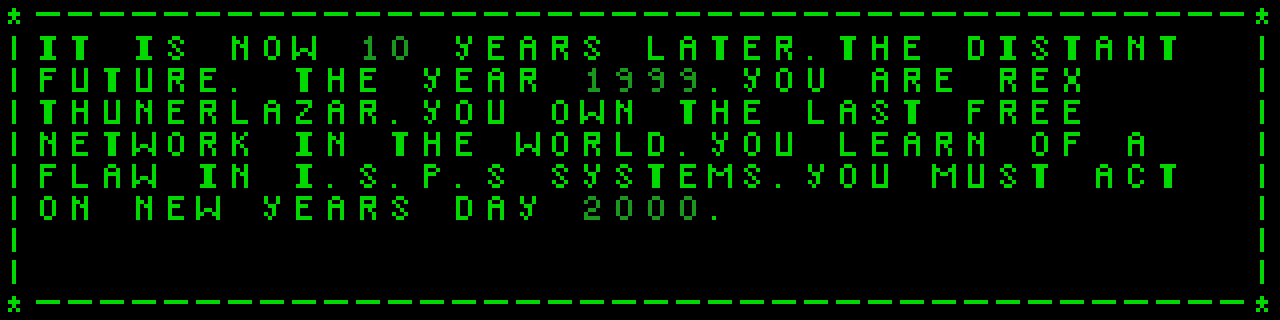 IT IS NOW 10 YEARS LATER.THE DISTANT
FUTURE. THE YEAR 1999.YOU ARE REX
THUNERLAZAR.YOU OWN THE LAST FREE
NETWORK IN THE WORLD.YOU LEARN OF A
FLAW IN I.S.P.S SYSTEMS.YOU MUST ACT
ON NEW YEARS DAY 2000.